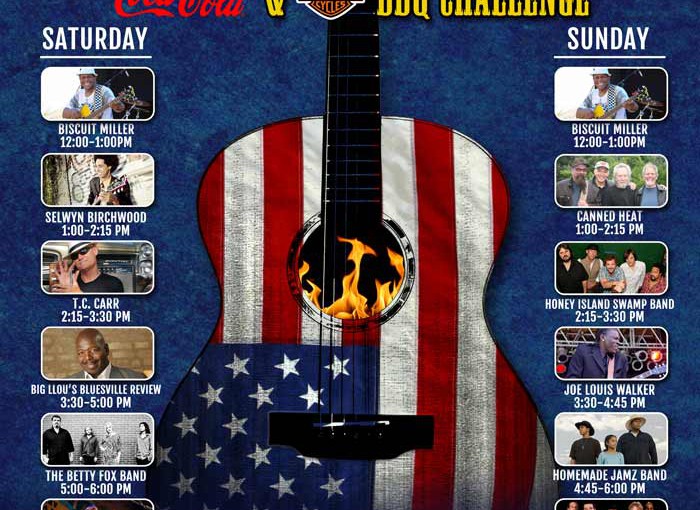 Coca-Cola & CYCLES BBQ CHALLENGE
SATURDAY
BISCUIT MILLER
12:00-1:00PM
SELWYN BIRCHWOOD
1:00-2:15 PM
T.C. CARR
2:15-3:30 PM
BIG LLOU'S BLUESVILLE REVIEW
3:30-5:00 PM
THE BETTY FOX BAND
5:00-6:00 PM
SUNDAY
BISCUIT MILLER
12:00-1:00PM
CANNED HEAT
1:00-2:15 PM
HONEY ISLAND SWAMP BAND
2:15-3:30 PM
JOE LOUIS WALKER
3:30-4:45 PM
HOMEMADE JAMZ BAND
4:45-6:00 PM